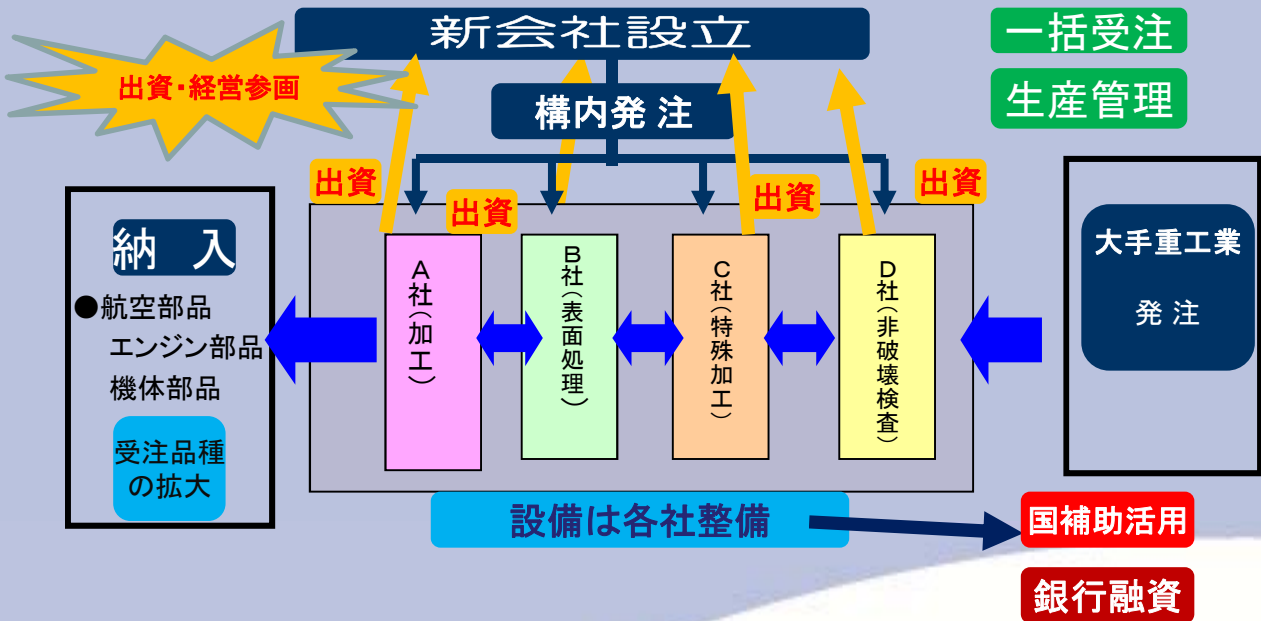 新会社設立
一括受注
出資・経営参画
生産管理
構内発 注
出資
出資
出資
出資
納 入
●航空部品
エンジン部品
機体部品
受注品種
の拡大
A社(加工)
B社(表面処理)
C社(特殊加工)
D社(非破壊検査)
大手重工業
発 注
設備は各社整備
国補助活用
銀行融資